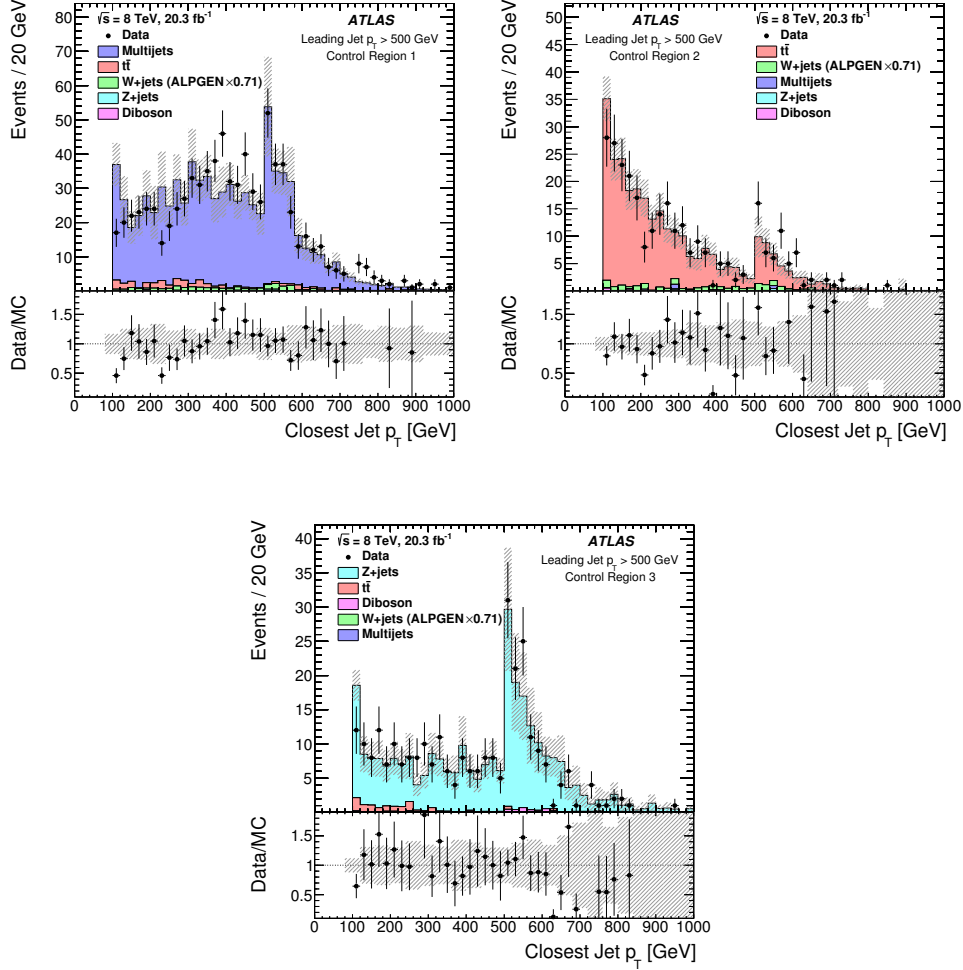 √s = 8 TeV, 20.3 fb⁻¹
Data
Multijets
tt̄
W+jets (ALPGEN×0.71)
Z+jets
Diboson
ATLAS
Leading Jet p_T > 500 GeV
Control Region 1
Events / 20 GeV
80
70
60
50
40
30
20
10
Data/MC
1.5
1
0.5
0 100 200 300 400 500 600 700 800 900 1000
Closest Jet p_T [GeV]
ATLAS
Leading Jet p_T > 500 GeV
Control Region 2
√s = 8 TeV, 20.3 fb⁻¹
Data
tt̄
W+jets (ALPGEN×0.71)
Multijets
Z+jets
Diboson
Events / 20 GeV
50
45
40
35
30
25
20
15
10
5
Data/MC
1.5
1
0.5
0 100 200 300 400 500 600 700 800 900 1000
Closest Jet p_T [GeV]
√s = 8 TeV, 20.3 fb⁻¹
Data
Z+jets
tt̄
Diboson
W+jets (ALPGEN×0.71)
Multijets
ATLAS
Leading Jet p_T > 500 GeV
Control Region 3
Events / 20 GeV
40
35
30
25
20
15
10
5
Data/MC
1.5
1
0.5
0 100 200 300 400 500 600 700 800 900 1000
Closest Jet p_T [GeV]